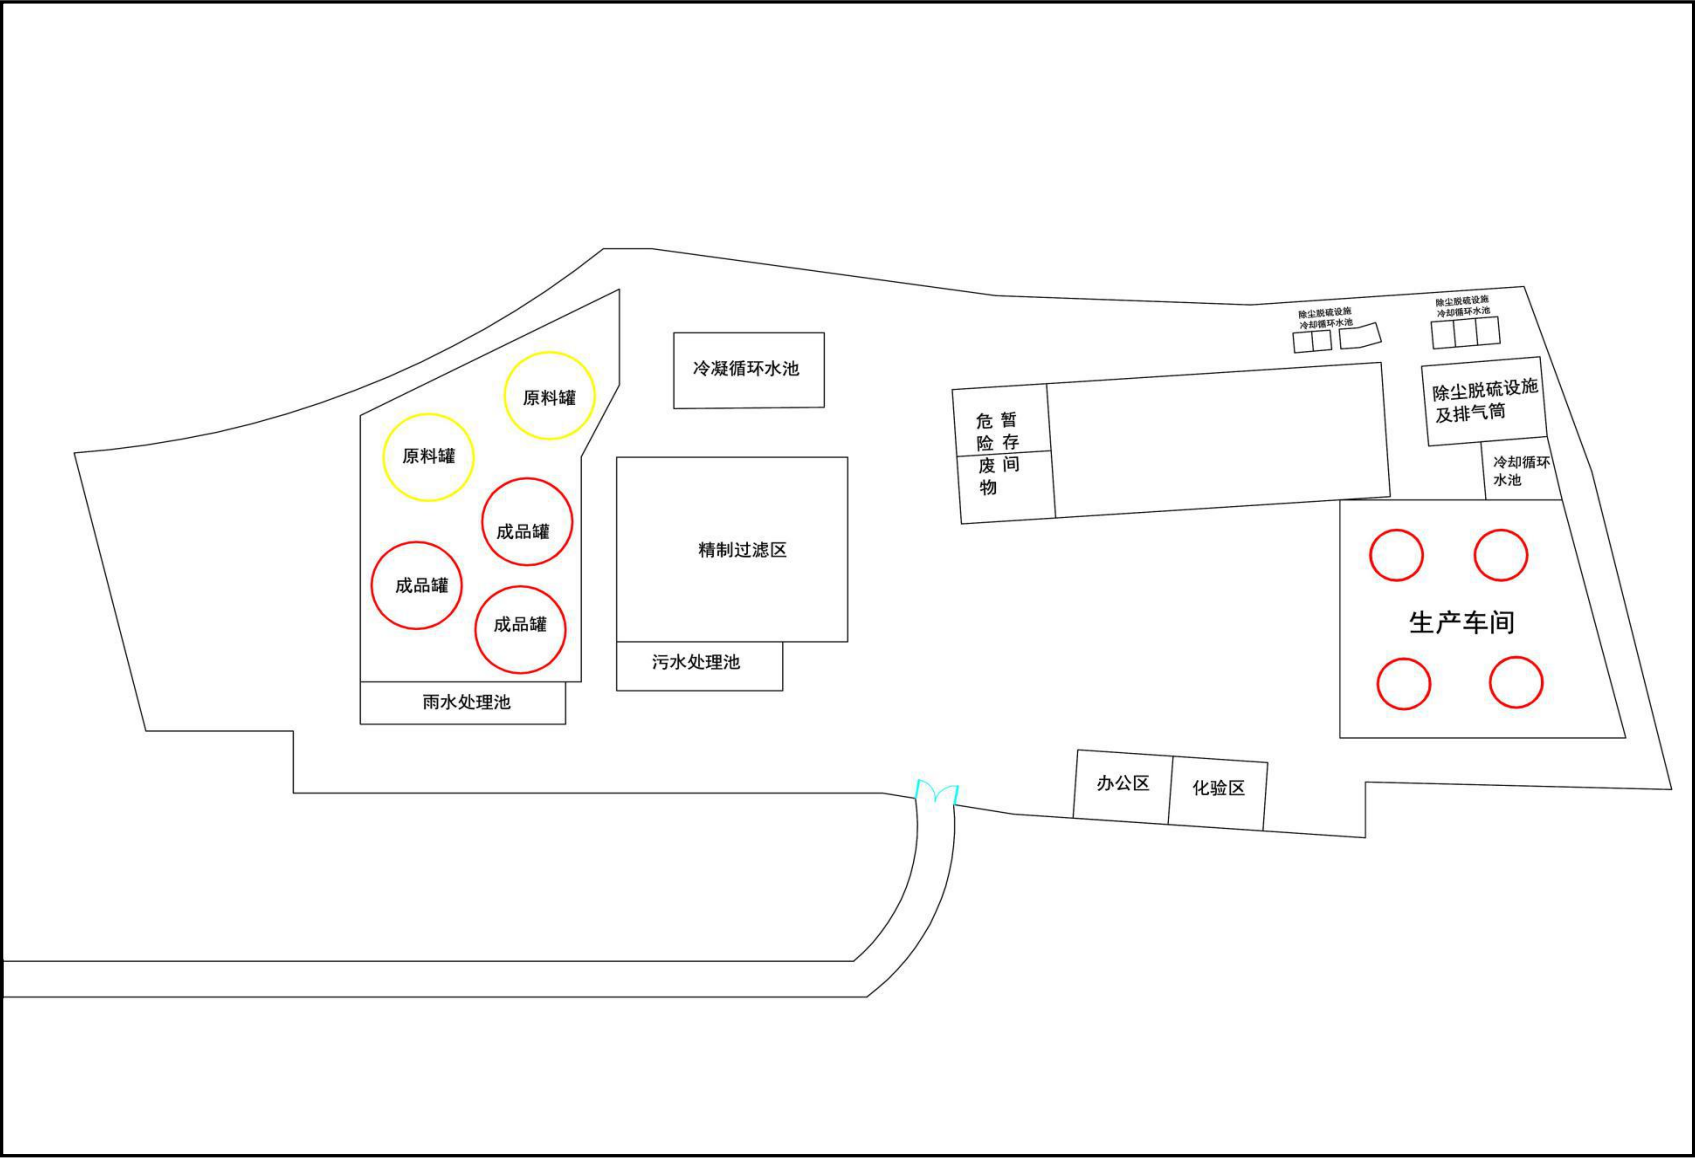 除尘脱硫设施
冷却循环水池
除尘脱硫设施
冷却循环水池
冷凝循环水池
原料罐
原料罐
除尘脱硫设施
及排气筒
危险废物
暂存间
冷却循环
水池
成品罐
精制过滤区
成品罐
成品罐
生产车间
污水处理池
雨水处理池
办公区
化验区